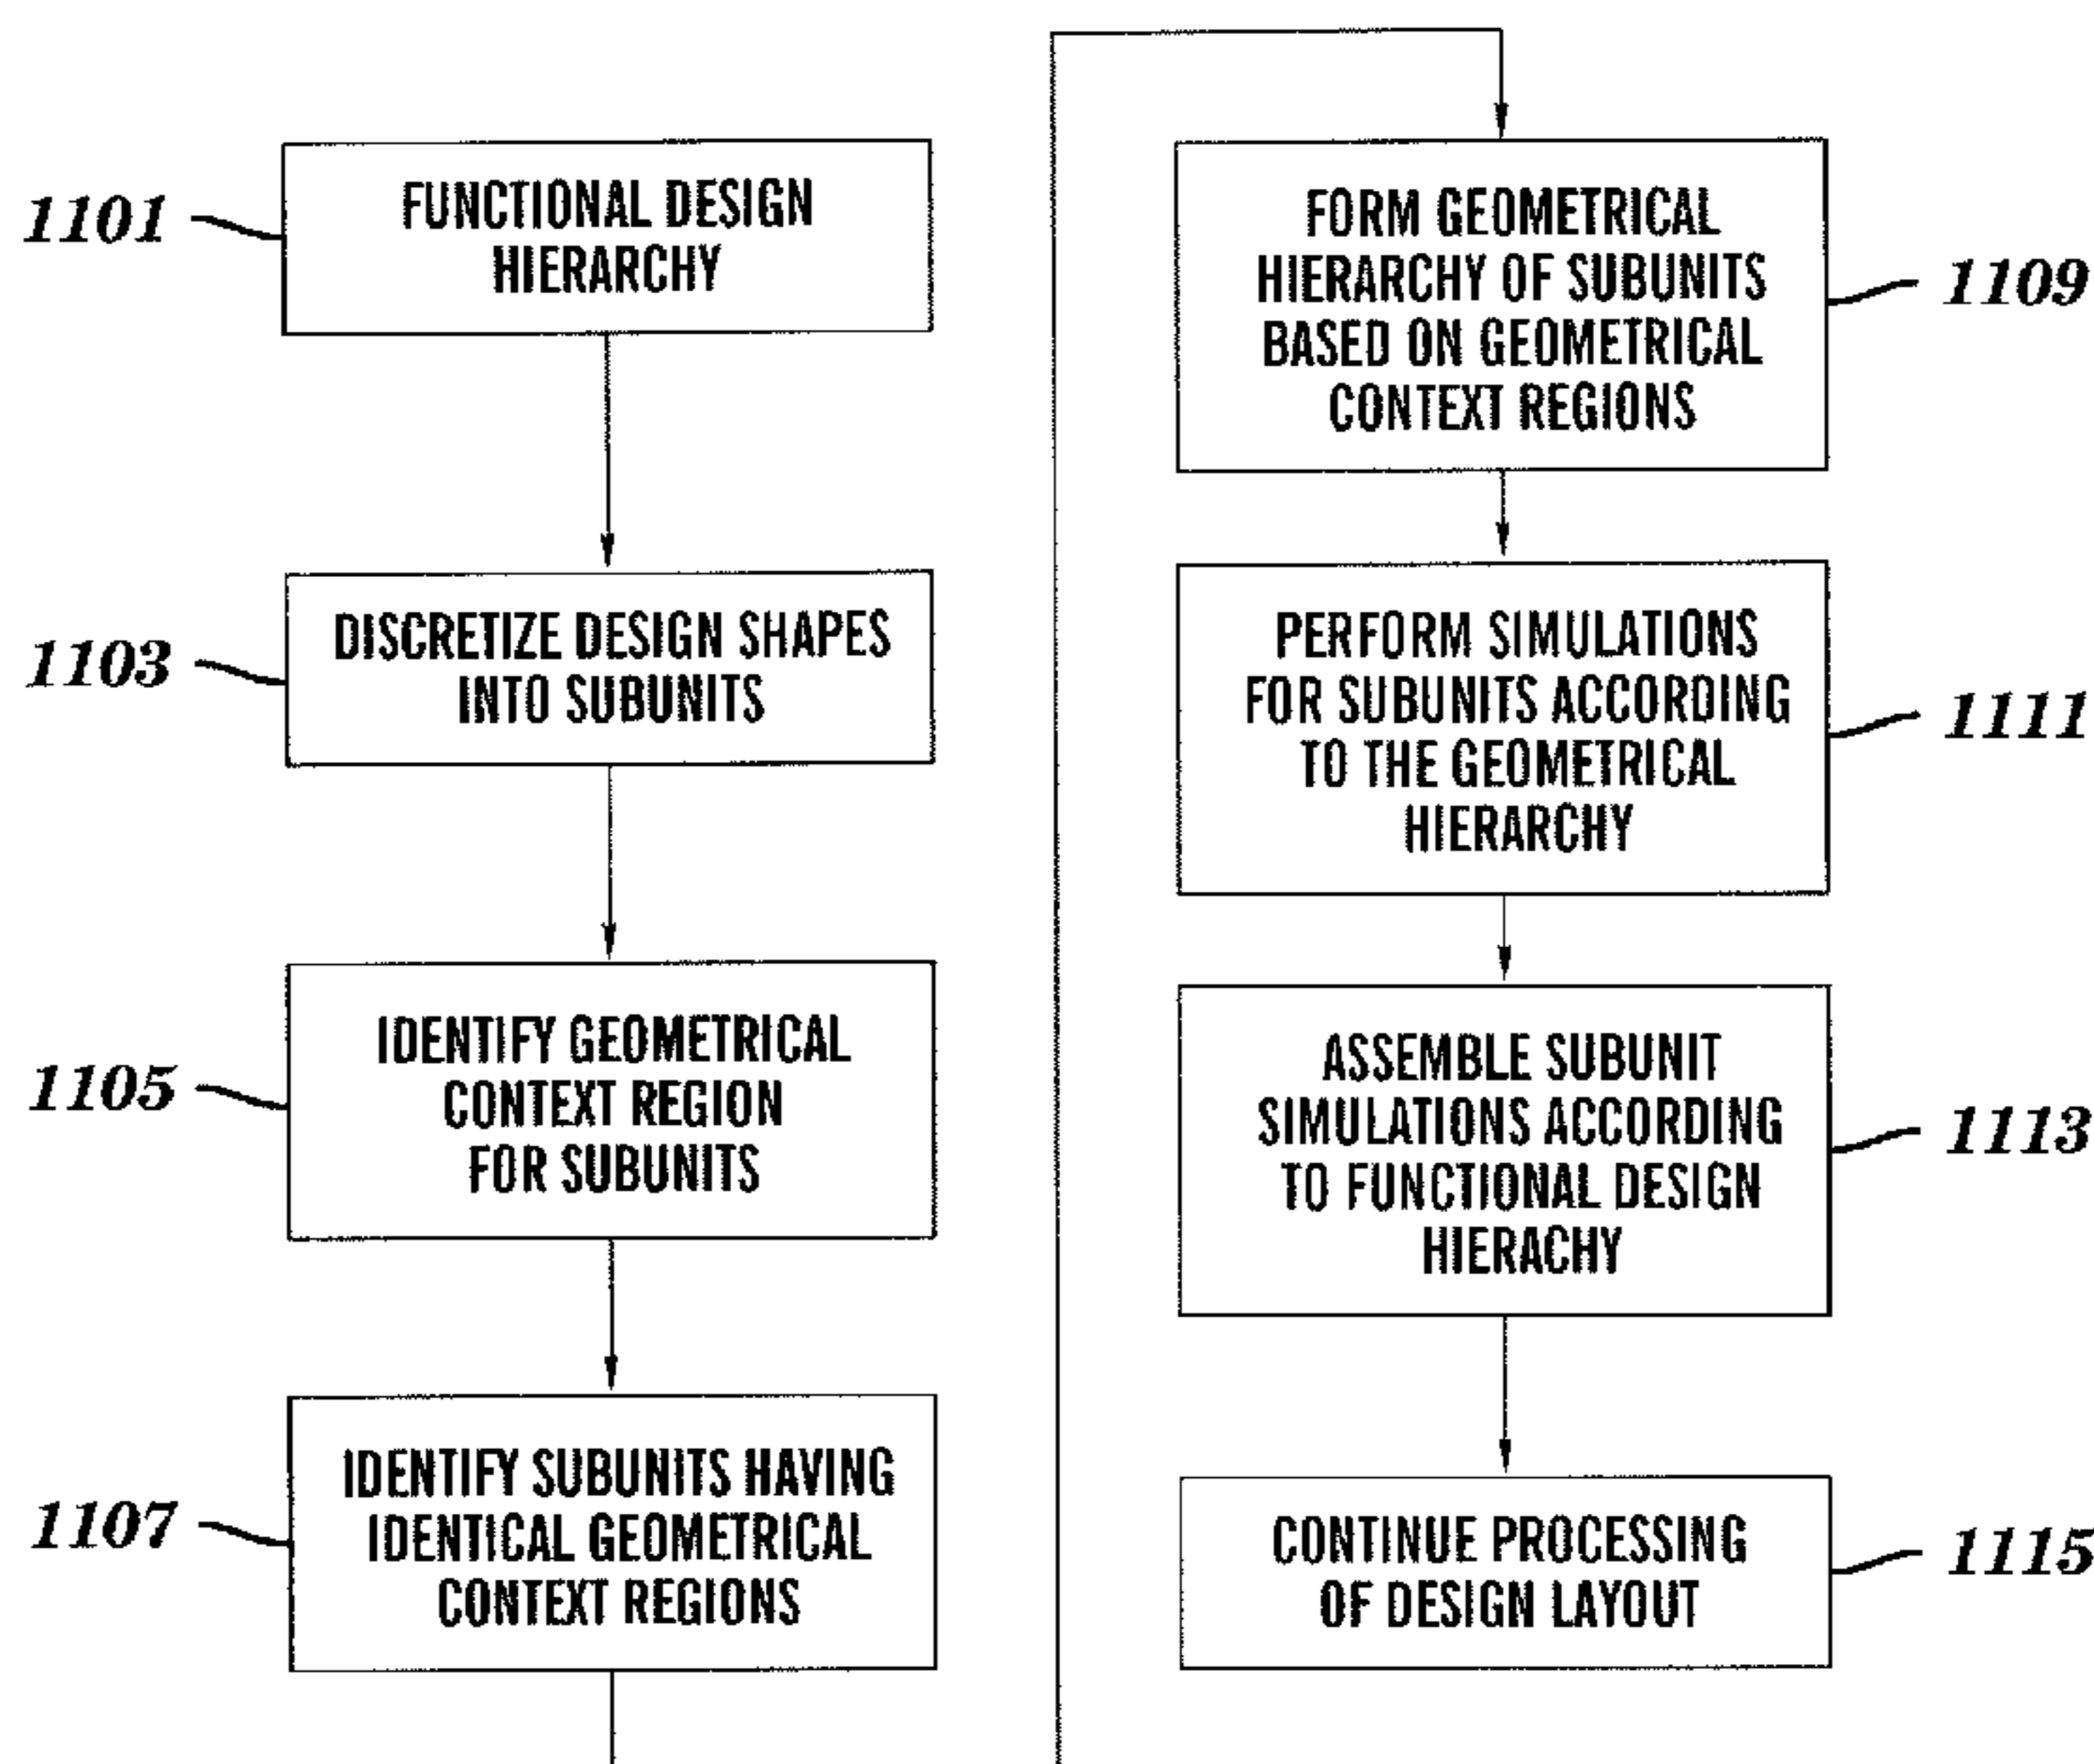 1101
FUNCTIONAL DESIGN
HIERARCHY
1103
DISCRETIZE DESIGN SHAPES
INTO SUBUNITS
1105
IDENTIFY GEOMETRICAL
CONTEXT REGION
FOR SUBUNITS
1107
IDENTIFY SUBUNITS HAVING
IDENTICAL GEOMETRICAL
CONTEXT REGIONS
FORM GEOMETRICAL
HIERARCHY OF SUBUNITS
BASED ON GEOMETRICAL
CONTEXT REGIONS
1109
PERFORM SIMULATIONS
FOR SUBUNITS ACCORDING
TO THE GEOMETRICAL
HIERARCHY
1111
ASSEMBLE SUBUNIT
SIMULATIONS ACCORDING
TO FUNCTIONAL DESIGN
HIERACHY
1113
CONTINUE PROCESSING
OF DESIGN LAYOUT
1115